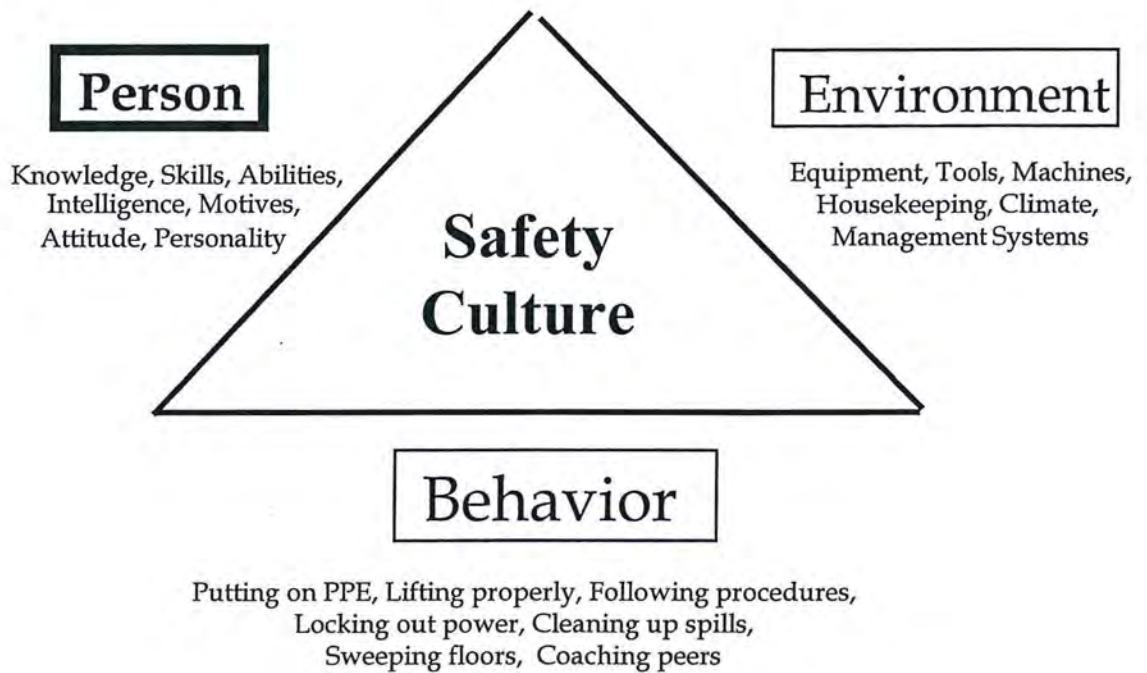 Person
Knowledge, Skills, Abilities,
Intelligence, Motives,
Attitude, Personality
Environment
Equipment, Tools, Machines,
Housekeeping, Climate,
Management Systems
Safety
Culture
Behavior
Putting on PPE, Lifting properly, Following procedures,
Locking out power, Cleaning up spills,
Sweeping floors, Coaching peers